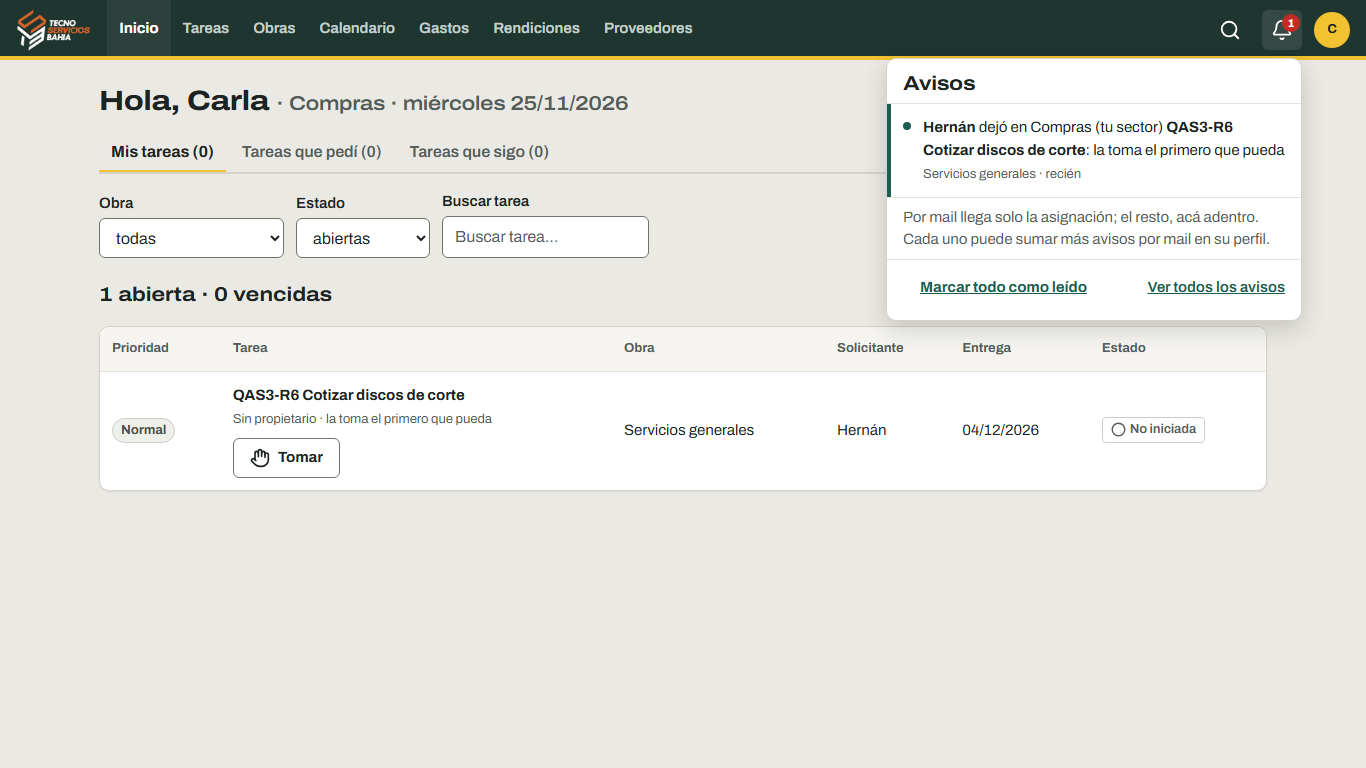 TECNO
SERVICIOS
BAHIA
Inicio
Tareas
Obras
Calendario
Gastos
Rendiciones
Proveedores
1
C
Hola, Carla · Compras · miércoles 25/11/2026
Mis tareas (0)
Tareas que pedí (0)
Tareas que sigo (0)
Obra
todas
Estado
abiertas
Buscar tarea
Buscar tarea...
1 abierta · 0 vencidas
Avisos
Hernán dejó en Compras (tu sector) QAS3-R6
Cotizar discos de corte: la toma el primero que pueda
Servicios generales · recién
Por mail llega solo la asignación; el resto, acá adentro.
Cada uno puede sumar más avisos por mail en su perfil.
Marcar todo como leído
Ver todos los avisos
Prioridad
Tarea
Obra
Solicitante
Entrega
Estado
Normal
QAS3-R6 Cotizar discos de corte
Sin propietario · la toma el primero que pueda
Tomar
Servicios generales
Hernán
04/12/2026
No iniciada